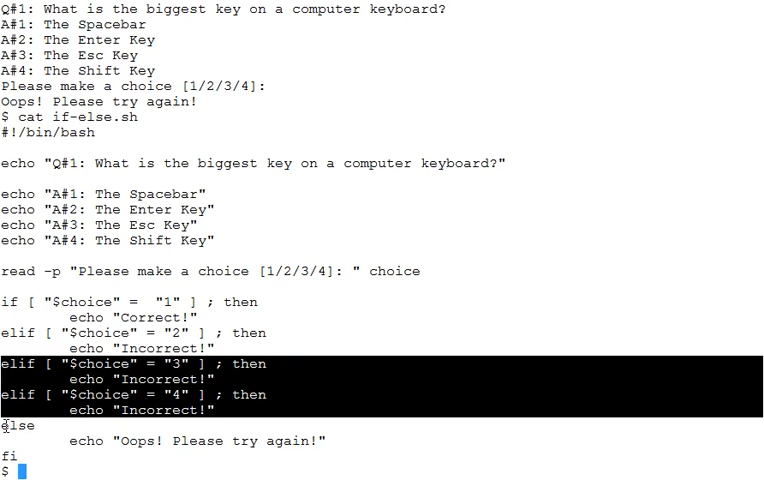 Q#1: What is the biggest key on a computer keyboard?
A#1: The Spacebar
A#2: The Enter Key
A#3: The Esc Key
A#4: The Shift Key
Please make a choice [1/2/3/4]:
Oops! Please try again!
$ cat if-else.sh
#!/bin/bash
echo "Q#1: What is the biggest key on a computer keyboard?"
echo "A#1: The Spacebar"
echo "A#2: The Enter Key"
echo "A#3: The Esc Key"
echo "A#4: The Shift Key"
read -p "Please make a choice [1/2/3/4]: " choice
if [ "$choice" =  "1" ] ; then
        echo "Correct!"
elif [ "$choice" = "2" ] ; then
        echo "Incorrect!"
elif [ "$choice" = "3" ] ; then
        echo "Incorrect!"
elif [ "$choice" = "4" ] ; then
        echo "Incorrect!"
else
        echo "Oops! Please try again!"
fi
$